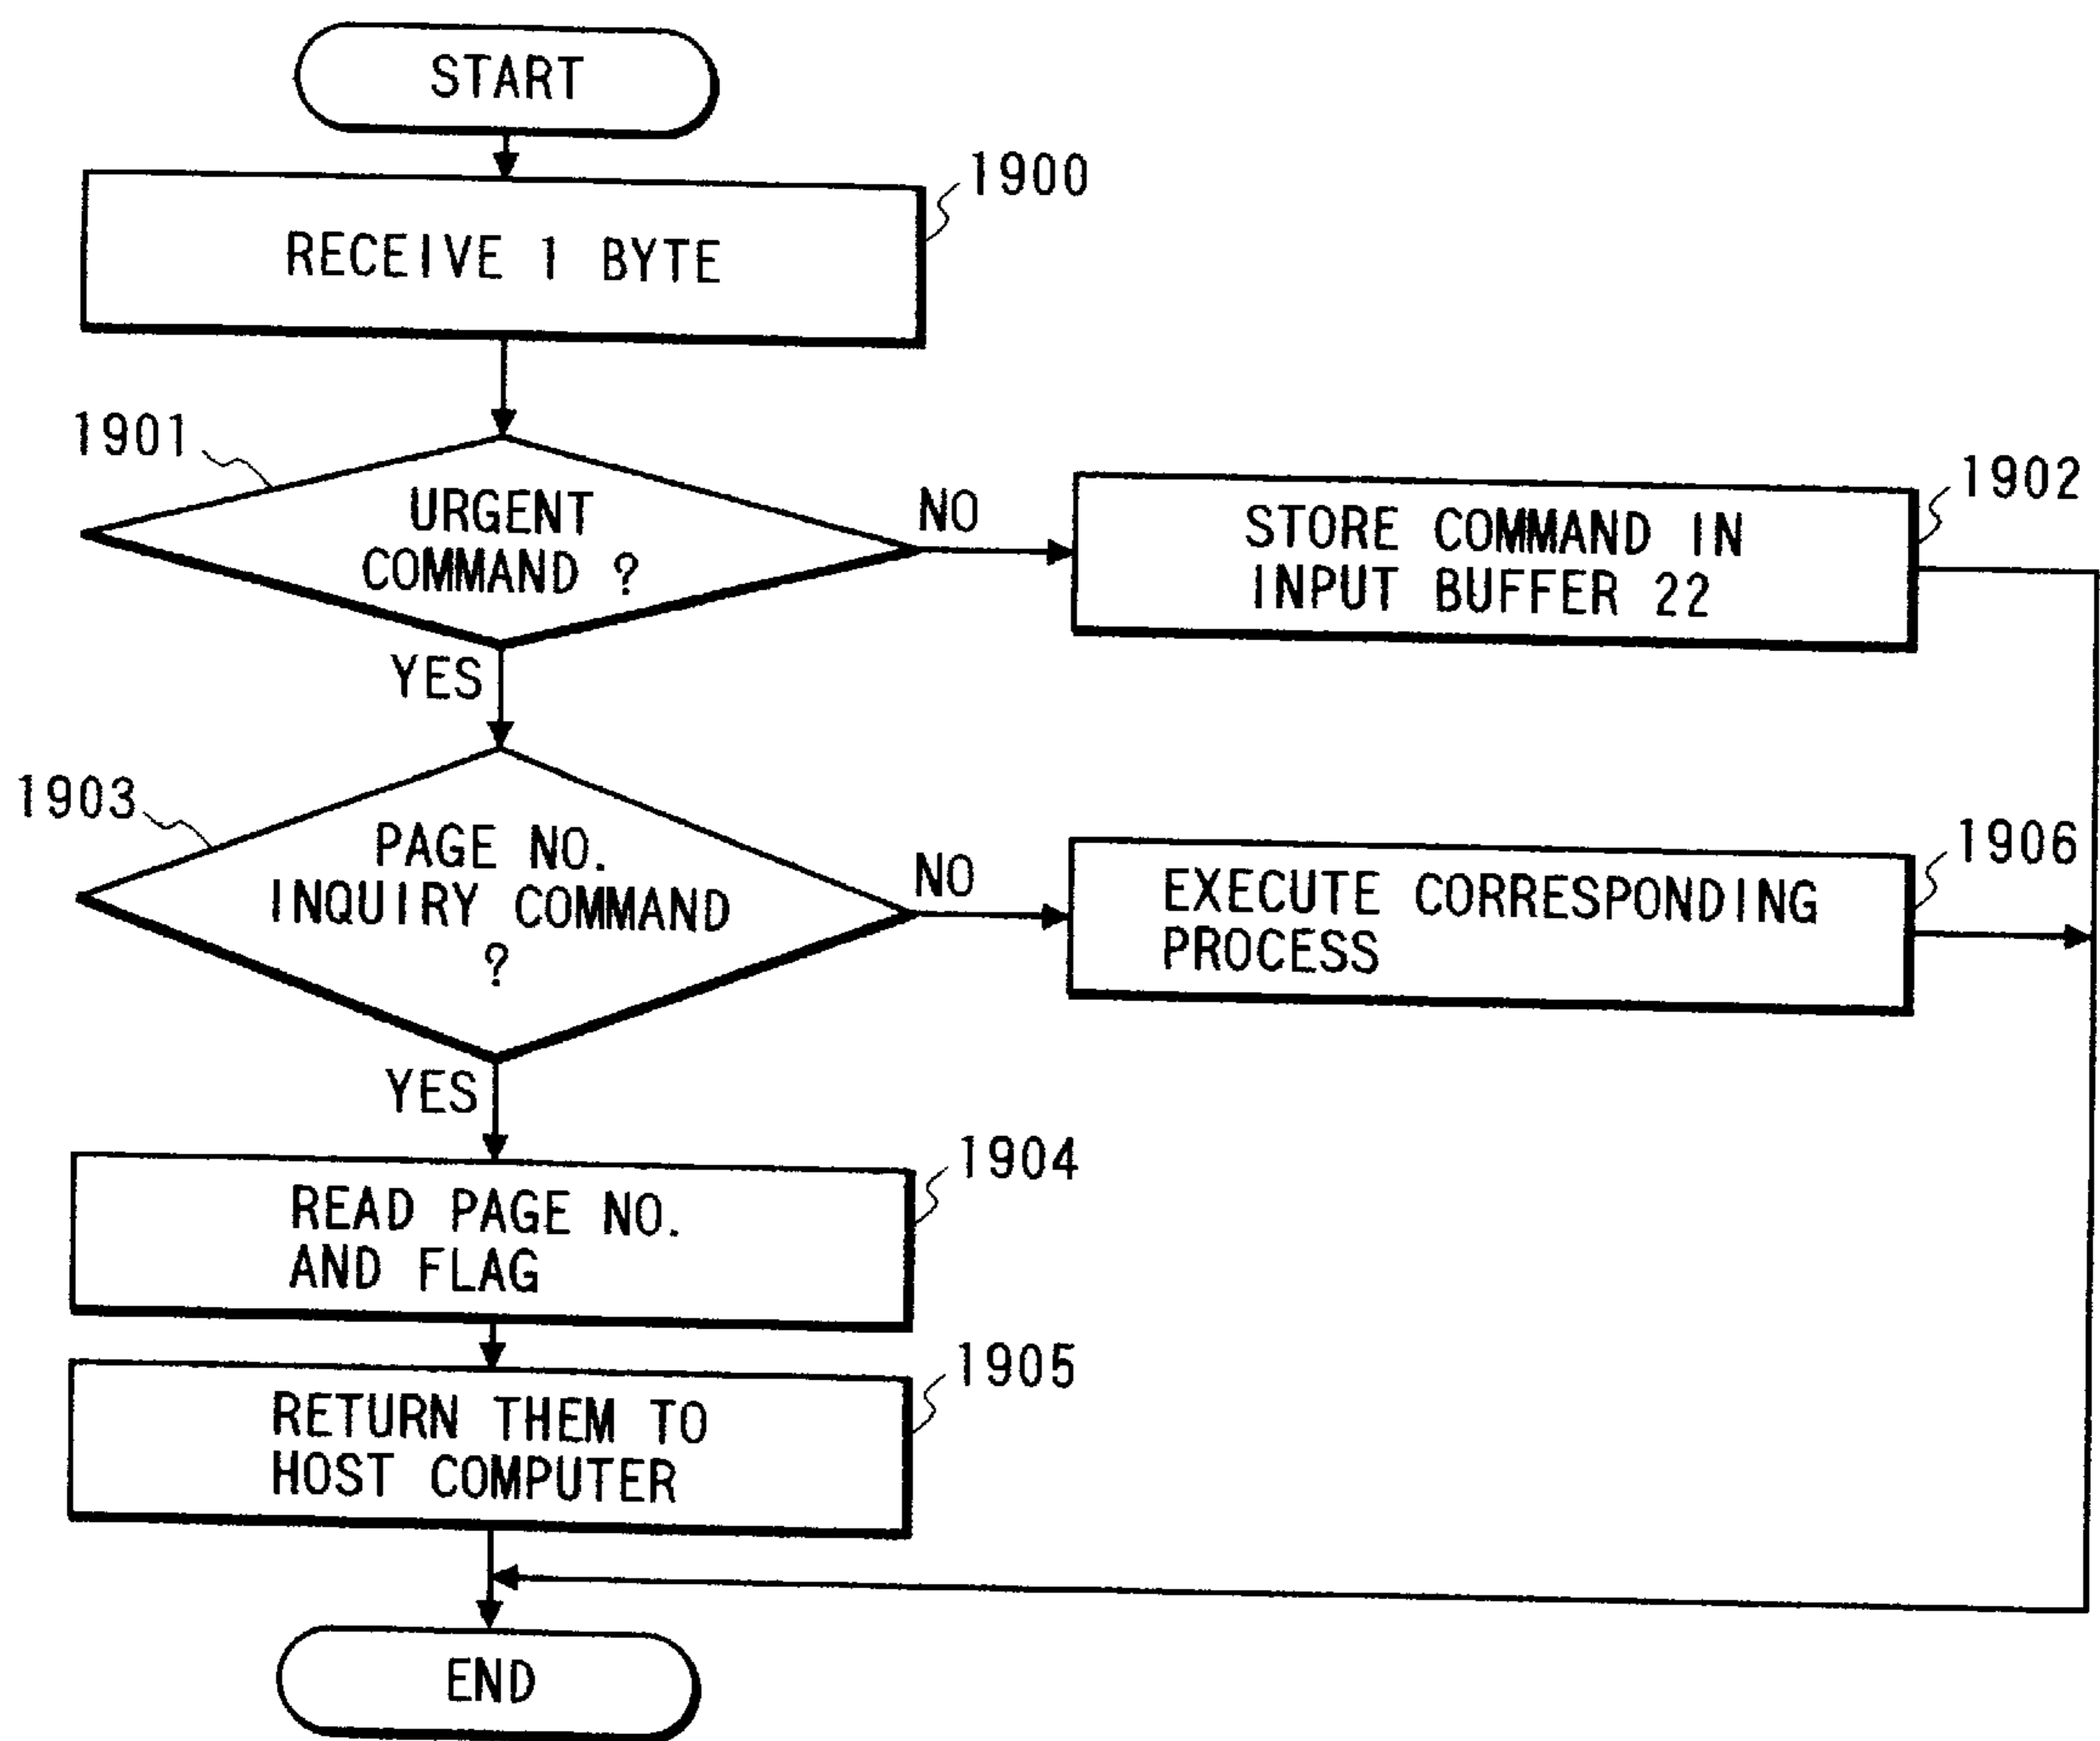 START
1900
RECEIVE 1 BYTE
1901
URGENT
COMMAND ?
NO
1902
STORE COMMAND IN
INPUT BUFFER 22
YES
1903
PAGE NO.
INQUIRY COMMAND
?
NO
1906
EXECUTE CORRESPONDING
PROCESS
YES
1904
READ PAGE NO.
AND FLAG
1905
RETURN THEM TO
HOST COMPUTER
END